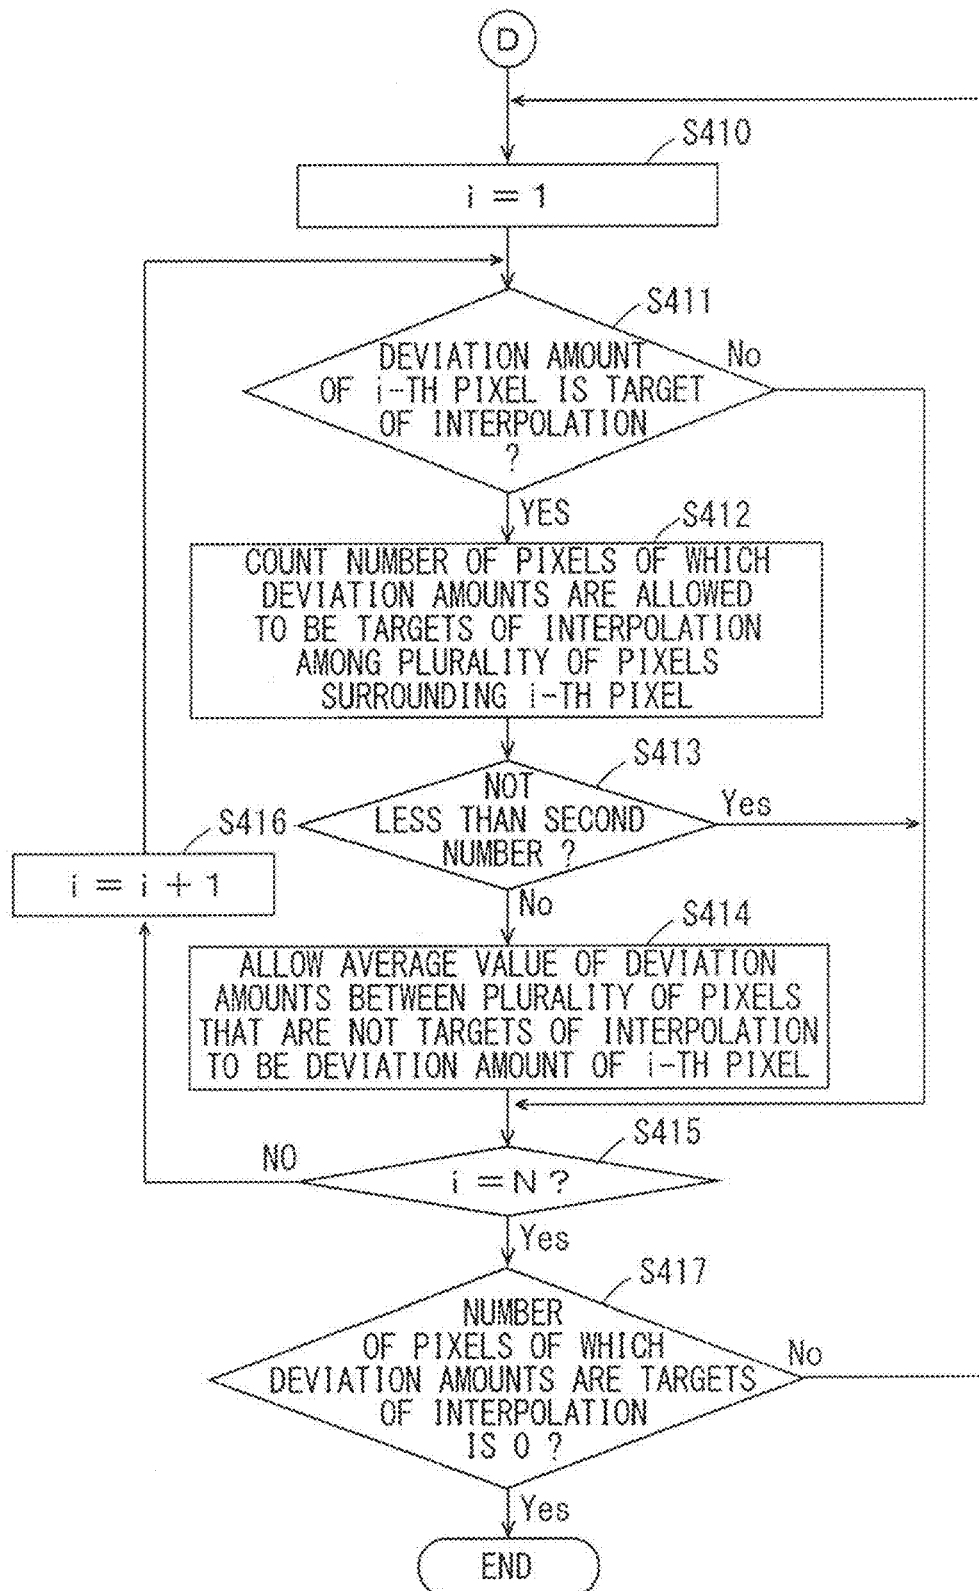 D
S410
i = 1
S411
DEVIATION AMOUNT
OF i-TH PIXEL IS TARGET
OF INTERPOLATION
?
No
YES
S412
COUNT NUMBER OF PIXELS OF WHICH
DEVIATION AMOUNTS ARE ALLOWED
TO BE TARGETS OF INTERPOLATION
AMONG PLURALITY OF PIXELS
SURROUNDING i-TH PIXEL
S413
NOT
LESS THAN SECOND
NUMBER ?
Yes
No
S416
i = i + 1
S414
ALLOW AVERAGE VALUE OF DEVIATION
AMOUNTS BETWEEN PLURALITY OF PIXELS
THAT ARE NOT TARGETS OF INTERPOLATION
TO BE DEVIATION AMOUNT OF i-TH PIXEL
S415
i = N ?
NO
Yes
S417
NUMBER
OF PIXELS OF WHICH
DEVIATION AMOUNTS ARE TARGETS
OF INTERPOLATION
IS 0 ?
No
Yes
END